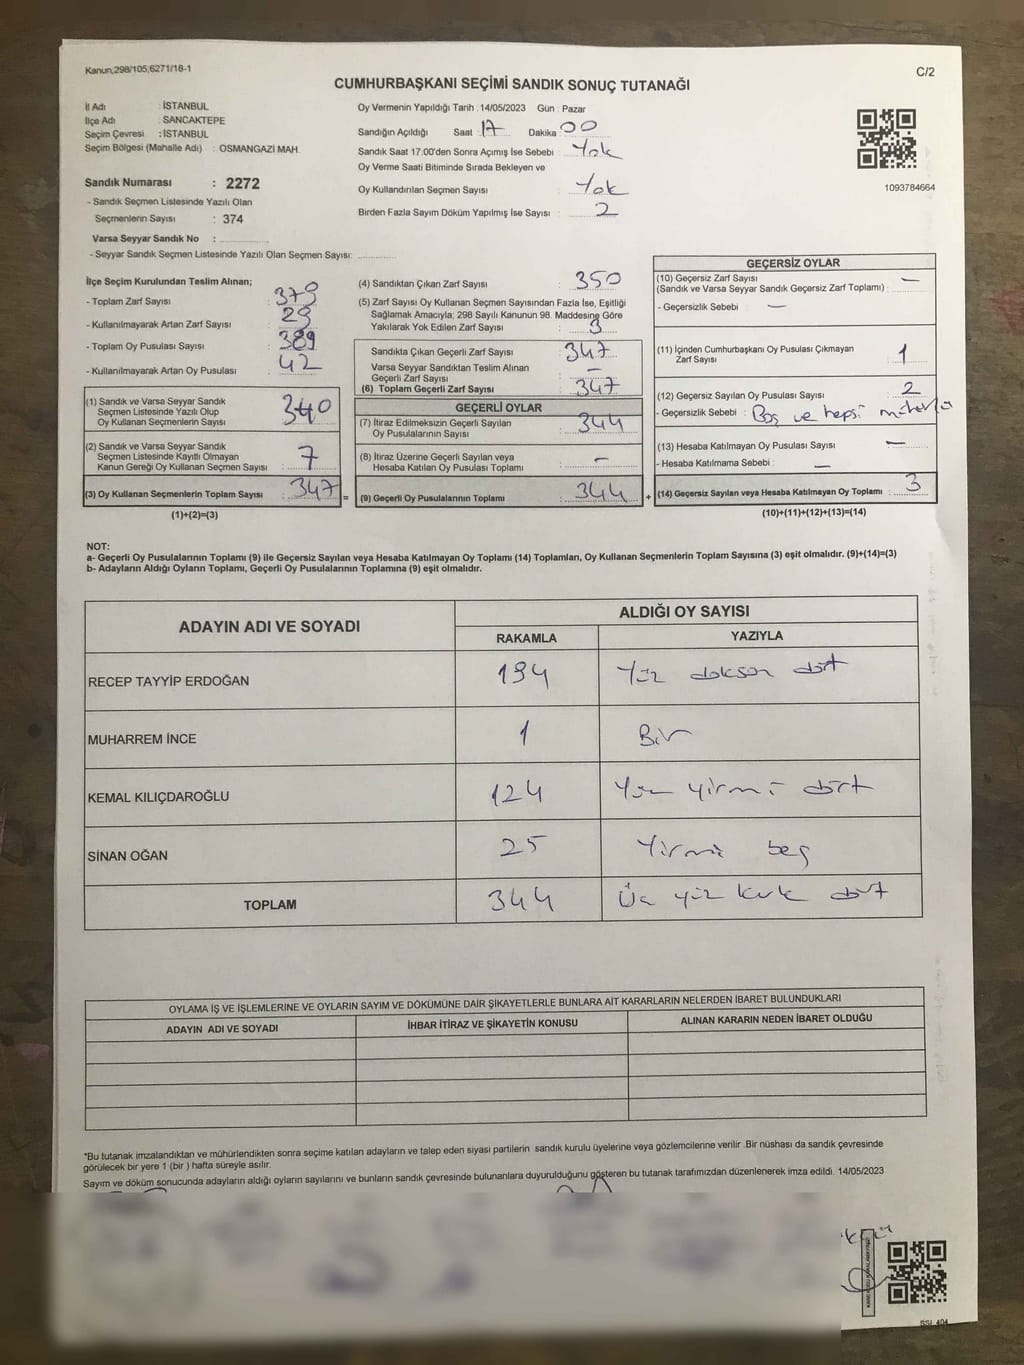 Kanun;298/105;6271/18-1
C/2
CUMHURBAŞKANI SEÇİMİ SANDIK SONUÇ TUTANAĞI
İl Adı : İSTANBUL
İlçe Adı : SANCAKTEPE
Seçim Çevresi : İSTANBUL
Seçim Bölgesi (Mahalle Adı) : OSMANGAZİ MAH.
Sandık Numarası : 2272
- Sandık Seçmen Listesinde Yazılı Olan
Seçmenlerin Sayısı : 374
Varsa Seyyar Sandık No :
- Seyyar Sandık Seçmen Listesinde Yazılı Olan Seçmen Sayısı:
Oy Vermenin Yapıldığı Tarih : 14/05/2023 Gün : Pazar
Sandığın Açıldığı Saat : 17 Dakika : 00
Sandık Saat 17.00'den Sonra Açımış İse Sebebi : Yok
Oy Verme Saati Bitiminde Sırada Bekleyen ve
Oy Kullandırılan Seçmen Sayısı : Yok
Birden Fazla Sayım Döküm Yapılmış İse Sayısı : 2
1093784664
İlçe Seçim Kurulundan Teslim Alınan;
- Toplam Zarf Sayısı : 379
- Kullanılmayarak Artan Zarf Sayısı : 29
- Toplam Oy Pusulası Sayısı : 389
- Kullanılmayarak Artan Oy Pusulası : 42
(1) Sandık ve Varsa Seyyar Sandık
Seçmen Listesinde Yazılı Olup
Oy Kullanan Seçmenlerin Sayısı : 340
(2) Sandık ve Varsa Seyyar Sandık
Seçmen Listesinde Kayıtlı Olmayan
Kanun Gereği Oy Kullanan Seçmen Sayısı : 7
(3) Oy Kullanan Seçmenlerin Toplam Sayısı : 347 =
(1)+(2)=(3)
(4) Sandıktan Çıkan Zarf Sayısı : 350
(5) Zarf Sayısı Oy Kullanan Seçmen Sayısından Fazla İse, Eşitliği
Sağlamak Amacıyla; 298 Sayılı Kanunun 98. Maddesine Göre
Yakılarak Yok Edilen Zarf Sayısı : 3
Sandıkta Çıkan Geçerli Zarf Sayısı : 347
Varsa Seyyar Sandıktan Teslim Alınan
Geçerli Zarf Sayısı : —
(6) Toplam Geçerli Zarf Sayısı : 347
GEÇERLİ OYLAR
(7) İtiraz Edilmeksizin Geçerli Sayılan
Oy Pusulalarının Sayısı : 344
(8) İtiraz Üzerine Geçerli Sayılan veya
Hesaba Katılan Oy Pusulası Toplamı : —
(9) Geçerli Oy Pusulalarının Toplamı : 344 +
GEÇERSİZ OYLAR
(10) Geçersiz Zarf Sayısı
(Sandık ve Varsa Seyyar Sandık Geçersiz Zarf Toplamı) : —
- Geçersizlik Sebebi : —
(11) İçinden Cumhurbaşkanı Oy Pusulası Çıkmayan
Zarf Sayısı : 1
(12) Geçersiz Sayılan Oy Pusulası Sayısı : 2
- Geçersizlik Sebebi : Boş ve hepsi
(13) Hesaba Katılmayan Oy Pusulası Sayısı : —
- Hesaba Katılmama Sebebi : —
(14) Geçersiz Sayılan veya Hesaba Katılmayan Oy Toplamı : 3
(10)+(11)+(12)+(13)=(14)
NOT:
a- Geçerli Oy Pusulalarının Toplamı (9) ile Geçersiz Sayılan veya Hesaba Katılmayan Oy Toplamı (14) Toplamları, Oy Kullanan Seçmenlerin Toplam Sayısına (3) eşit olmalıdır. (9)+(14)=(3)
b- Adayların Aldığı Oyların Toplamı, Geçerli Oy Pusulalarının Toplamına (9) eşit olmalıdır.
ADAYIN ADI VE SOYADI
ALDIĞI OY SAYISI
RAKAMLA YAZIYLA
RECEP TAYYİP ERDOĞAN 194 Yüz doksan dört
MUHARREM İNCE 1 Bir
KEMAL KILIÇDAROĞLU 124 Yüz yirmi dört
SİNAN OĞAN 25 Yirmi beş
TOPLAM 344 Üç yüz kırk dört
OYLAMA İŞ VE İŞLEMLERİNE VE OYLARIN SAYIM VE DÖKÜMÜNE DAİR ŞİKAYETLERLE BUNLARA AİT KARARLARIN NELERDEN İBARET BULUNDUKLARI
ADAYIN ADI VE SOYADI İHBAR İTİRAZ VE ŞİKAYETİN KONUSU ALINAN KARARIN NEDEN İBARET OLDUĞU
*Bu tutanak imzalandıktan ve mühürlendikten sonra seçime katılan adayların ve talep eden siyasi partilerin sandık kurulu üyelerine veya gözlemcilerine verilir .Bir nüshası da sandık çevresinde
görülecek bir yere 1 (bir ) hafta süreyle asılır.
Sayım ve döküm sonucunda adayların aldığı oyların sayılarını ve bunların sandık çevresinde bulunanlara duyurulduğunu gösteren bu tutanak tarafımızdan düzenlenerek imza edildi. 14/05/2023
SSI_404